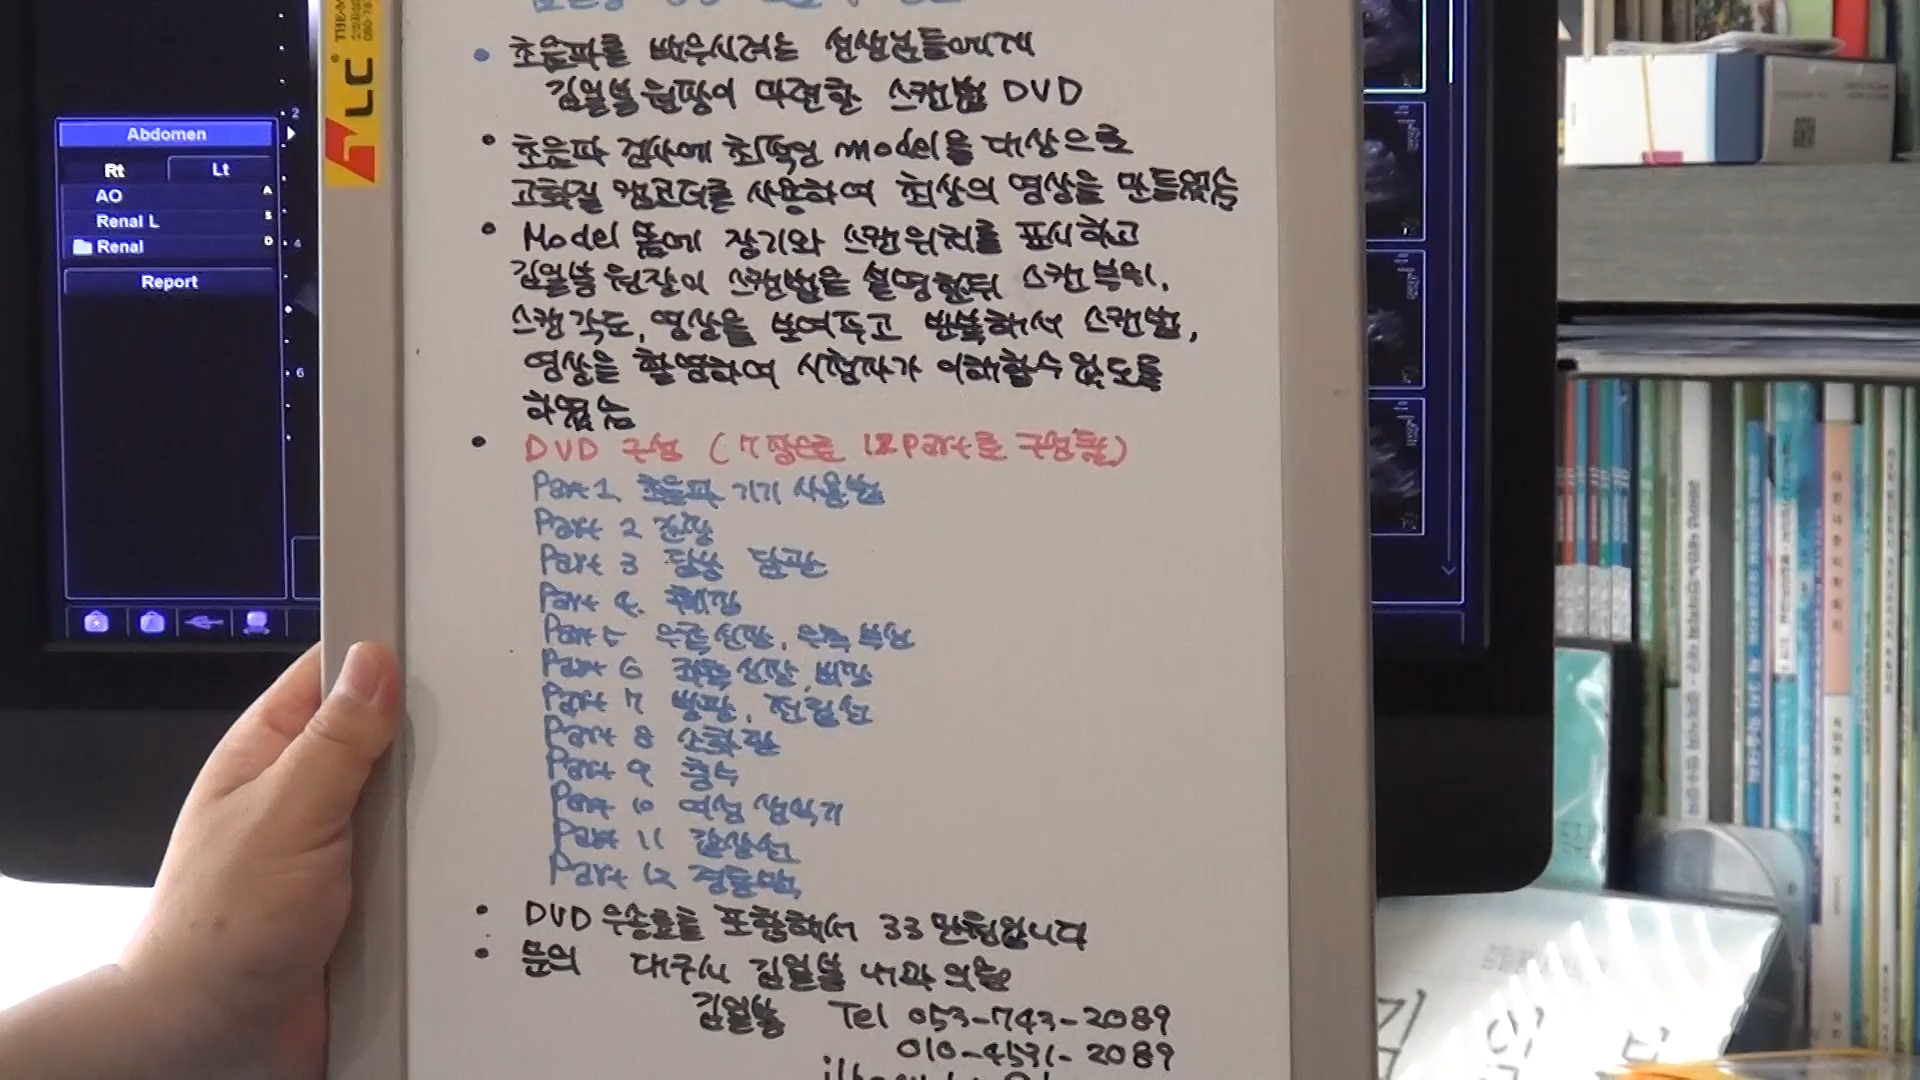 초음파를 배우시려는 선생님들에게
김일봉원장이 마련한 스캔법 DVD
초음파 검사에 최적인 model을 대상으로
고화질 캠코더를 사용하여 최상의 영상을 만들었음
Model 몸에 장기와 스캔위치를 표시하고
김일봉원장이 스캔법을 설명한뒤 스캔부위,
스캔각도, 영상을 보여주고 반복해서 스캔법,
영상을 촬영하여 시청자가 이해할수 있도록
하였음
DVD 구성 (7장으로 12 Part로 구성됨)
Part 1 초음파 기기 사용법
Part 2 간장
Part 3 담낭 담관
Part 4 췌장
Part 5 우측신장, 우측부신
Part 6 좌측신장, 비장
Part 7 방광, 전립선
Part 8 소화관
Part 9 충수
Part 10 여성생식기
Part 11 갑상선
Part 12 경동맥
DVD 우송료를 포함해서 33만원입니다
문의 대구시 김일봉 내과의원
김일봉 Tel 053-743-2089
010-4531-2089
Abdomen
Rt Lt
AO
Renal L
Renal
Report
TLC